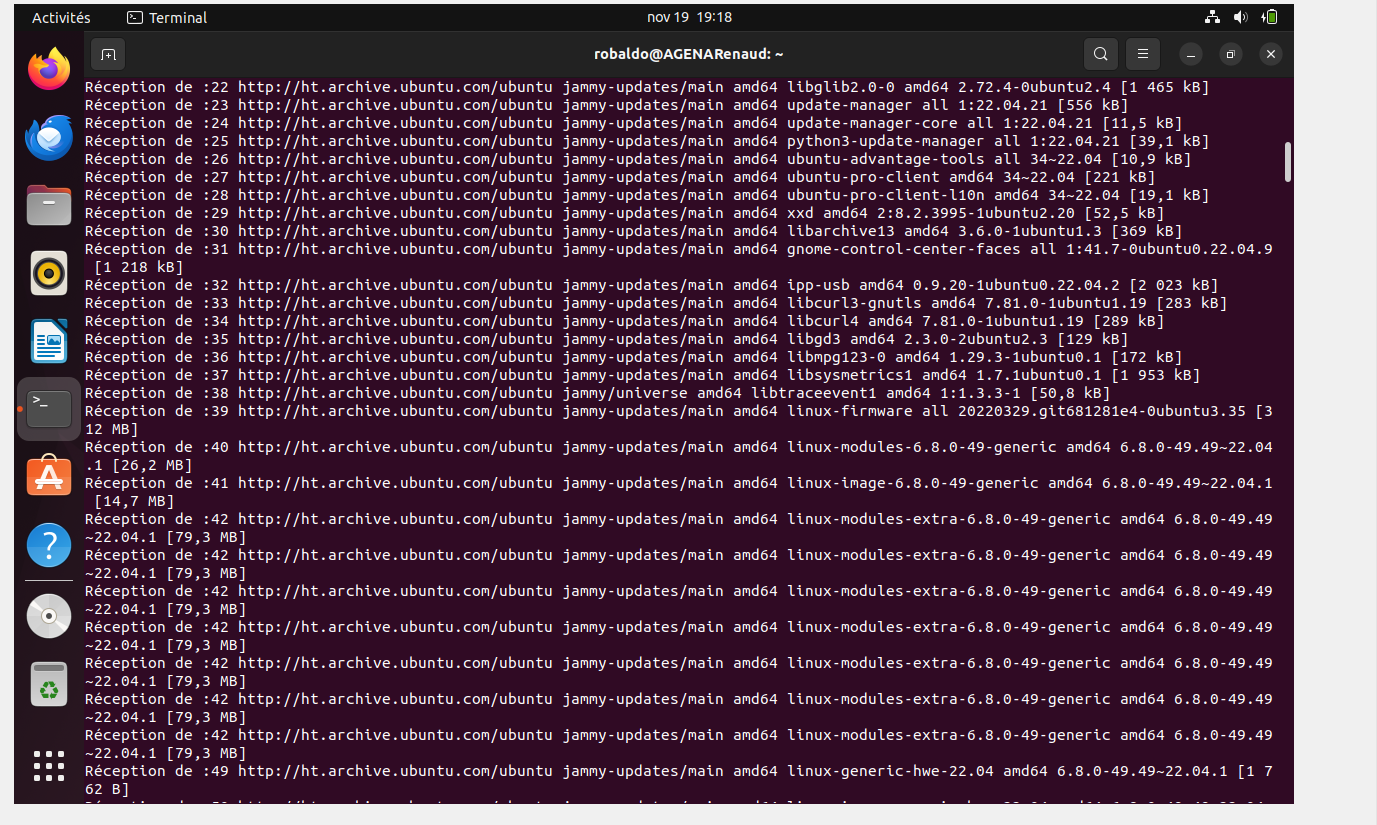 Activités Terminal nov 19 19:18
robaldo@AGENARenaud: ~
Réception de :22 http://ht.archive.ubuntu.com/ubuntu jammy-updates/main amd64 libglib2.0-0 amd64 2.72.4-0ubuntu2.4 [1 465 kB]
Réception de :23 http://ht.archive.ubuntu.com/ubuntu jammy-updates/main amd64 update-manager all 1:22.04.21 [556 kB]
Réception de :24 http://ht.archive.ubuntu.com/ubuntu jammy-updates/main amd64 update-manager-core all 1:22.04.21 [11,5 kB]
Réception de :25 http://ht.archive.ubuntu.com/ubuntu jammy-updates/main amd64 python3-update-manager all 1:22.04.21 [39,1 kB]
Réception de :26 http://ht.archive.ubuntu.com/ubuntu jammy-updates/main amd64 ubuntu-advantage-tools all 34~22.04 [10,9 kB]
Réception de :27 http://ht.archive.ubuntu.com/ubuntu jammy-updates/main amd64 ubuntu-pro-client amd64 34~22.04 [221 kB]
Réception de :28 http://ht.archive.ubuntu.com/ubuntu jammy-updates/main amd64 ubuntu-pro-client-l10n amd64 34~22.04 [19,1 kB]
Réception de :29 http://ht.archive.ubuntu.com/ubuntu jammy-updates/main amd64 xxd amd64 2:8.2.3995-1ubuntu2.20 [52,5 kB]
Réception de :30 http://ht.archive.ubuntu.com/ubuntu jammy-updates/main amd64 libarchive13 amd64 3.6.0-1ubuntu1.3 [369 kB]
Réception de :31 http://ht.archive.ubuntu.com/ubuntu jammy-updates/main amd64 gnome-control-center-faces all 1:41.7-0ubuntu0.22.04.9
[1 218 kB]
Réception de :32 http://ht.archive.ubuntu.com/ubuntu jammy-updates/main amd64 ipp-usb amd64 0.9.20-1ubuntu0.22.04.2 [2 023 kB]
Réception de :33 http://ht.archive.ubuntu.com/ubuntu jammy-updates/main amd64 libcurl3-gnutls amd64 7.81.0-1ubuntu1.19 [283 kB]
Réception de :34 http://ht.archive.ubuntu.com/ubuntu jammy-updates/main amd64 libcurl4 amd64 7.81.0-1ubuntu1.19 [289 kB]
Réception de :35 http://ht.archive.ubuntu.com/ubuntu jammy-updates/main amd64 libgd3 amd64 2.3.0-2ubuntu2.3 [129 kB]
Réception de :36 http://ht.archive.ubuntu.com/ubuntu jammy-updates/main amd64 libmpg123-0 amd64 1.29.3-1ubuntu0.1 [172 kB]
Réception de :37 http://ht.archive.ubuntu.com/ubuntu jammy-updates/main amd64 libsysmetrics1 amd64 1.7.1ubuntu0.1 [1 953 kB]
Réception de :38 http://ht.archive.ubuntu.com/ubuntu jammy/universe amd64 libtraceevent1 amd64 1:1.3.3-1 [50,8 kB]
Réception de :39 http://ht.archive.ubuntu.com/ubuntu jammy-updates/main amd64 linux-firmware all 20220329.git681281e4-0ubuntu3.35 [3
12 MB]
Réception de :40 http://ht.archive.ubuntu.com/ubuntu jammy-updates/main amd64 linux-modules-6.8.0-49-generic amd64 6.8.0-49.49~22.04
.1 [26,2 MB]
Réception de :41 http://ht.archive.ubuntu.com/ubuntu jammy-updates/main amd64 linux-image-6.8.0-49-generic amd64 6.8.0-49.49~22.04.1
[14,7 MB]
Réception de :42 http://ht.archive.ubuntu.com/ubuntu jammy-updates/main amd64 linux-modules-extra-6.8.0-49-generic amd64 6.8.0-49.49
~22.04.1 [79,3 MB]
Réception de :42 http://ht.archive.ubuntu.com/ubuntu jammy-updates/main amd64 linux-modules-extra-6.8.0-49-generic amd64 6.8.0-49.49
~22.04.1 [79,3 MB]
Réception de :42 http://ht.archive.ubuntu.com/ubuntu jammy-updates/main amd64 linux-modules-extra-6.8.0-49-generic amd64 6.8.0-49.49
~22.04.1 [79,3 MB]
Réception de :42 http://ht.archive.ubuntu.com/ubuntu jammy-updates/main amd64 linux-modules-extra-6.8.0-49-generic amd64 6.8.0-49.49
~22.04.1 [79,3 MB]
Réception de :42 http://ht.archive.ubuntu.com/ubuntu jammy-updates/main amd64 linux-modules-extra-6.8.0-49-generic amd64 6.8.0-49.49
~22.04.1 [79,3 MB]
Réception de :42 http://ht.archive.ubuntu.com/ubuntu jammy-updates/main amd64 linux-modules-extra-6.8.0-49-generic amd64 6.8.0-49.49
~22.04.1 [79,3 MB]
Réception de :42 http://ht.archive.ubuntu.com/ubuntu jammy-updates/main amd64 linux-modules-extra-6.8.0-49-generic amd64 6.8.0-49.49
~22.04.1 [79,3 MB]
Réception de :49 http://ht.archive.ubuntu.com/ubuntu jammy-updates/main amd64 linux-generic-hwe-22.04 amd64 6.8.0-49.49~22.04.1 [1 7
62 B]